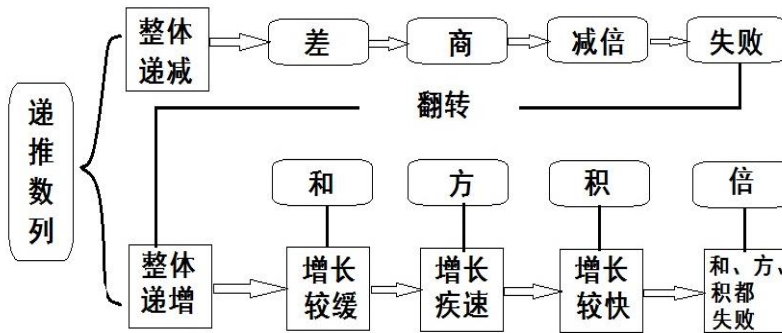 递推数列
整体递减
差
商
减倍
失败
翻转
和
方
积
倍
整体递增
增长较缓
增长疾速
增长较快
和、方、
积都
失败